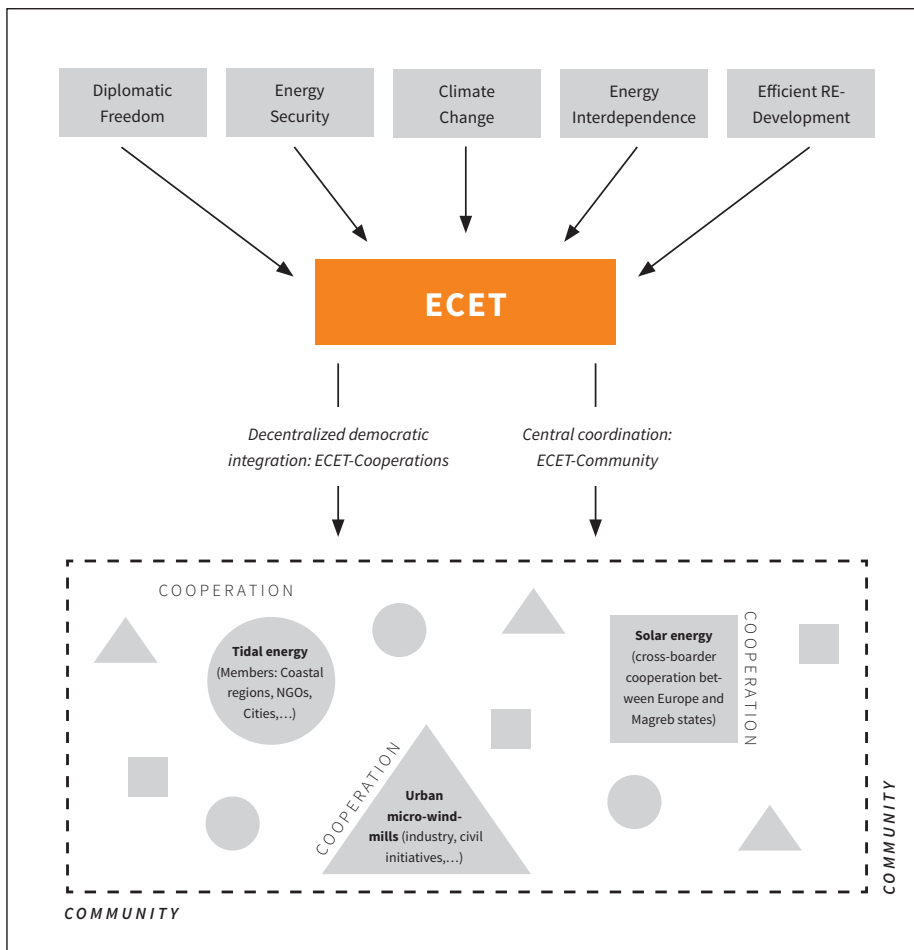 Diplomatic
Freedom
Energy
Security
Climate
Change
Energy
Interdependence
Efficient RE-
Development
ECET
Decentralized democratic
integration: ECET-Cooperations
Central coordination:
ECET-Community
COOPERATION
Tidal energy
(Members: Coastal
regions, NGOs,
Cities,…)
COOPERATION
Urban
micro-wind-
mills (industry, civil
initiatives,…)
Solar energy
(cross-boarder
cooperation bet-
ween Europe and
Magreb states)
COOPERATION
COMMUNITY
COMMUNITY